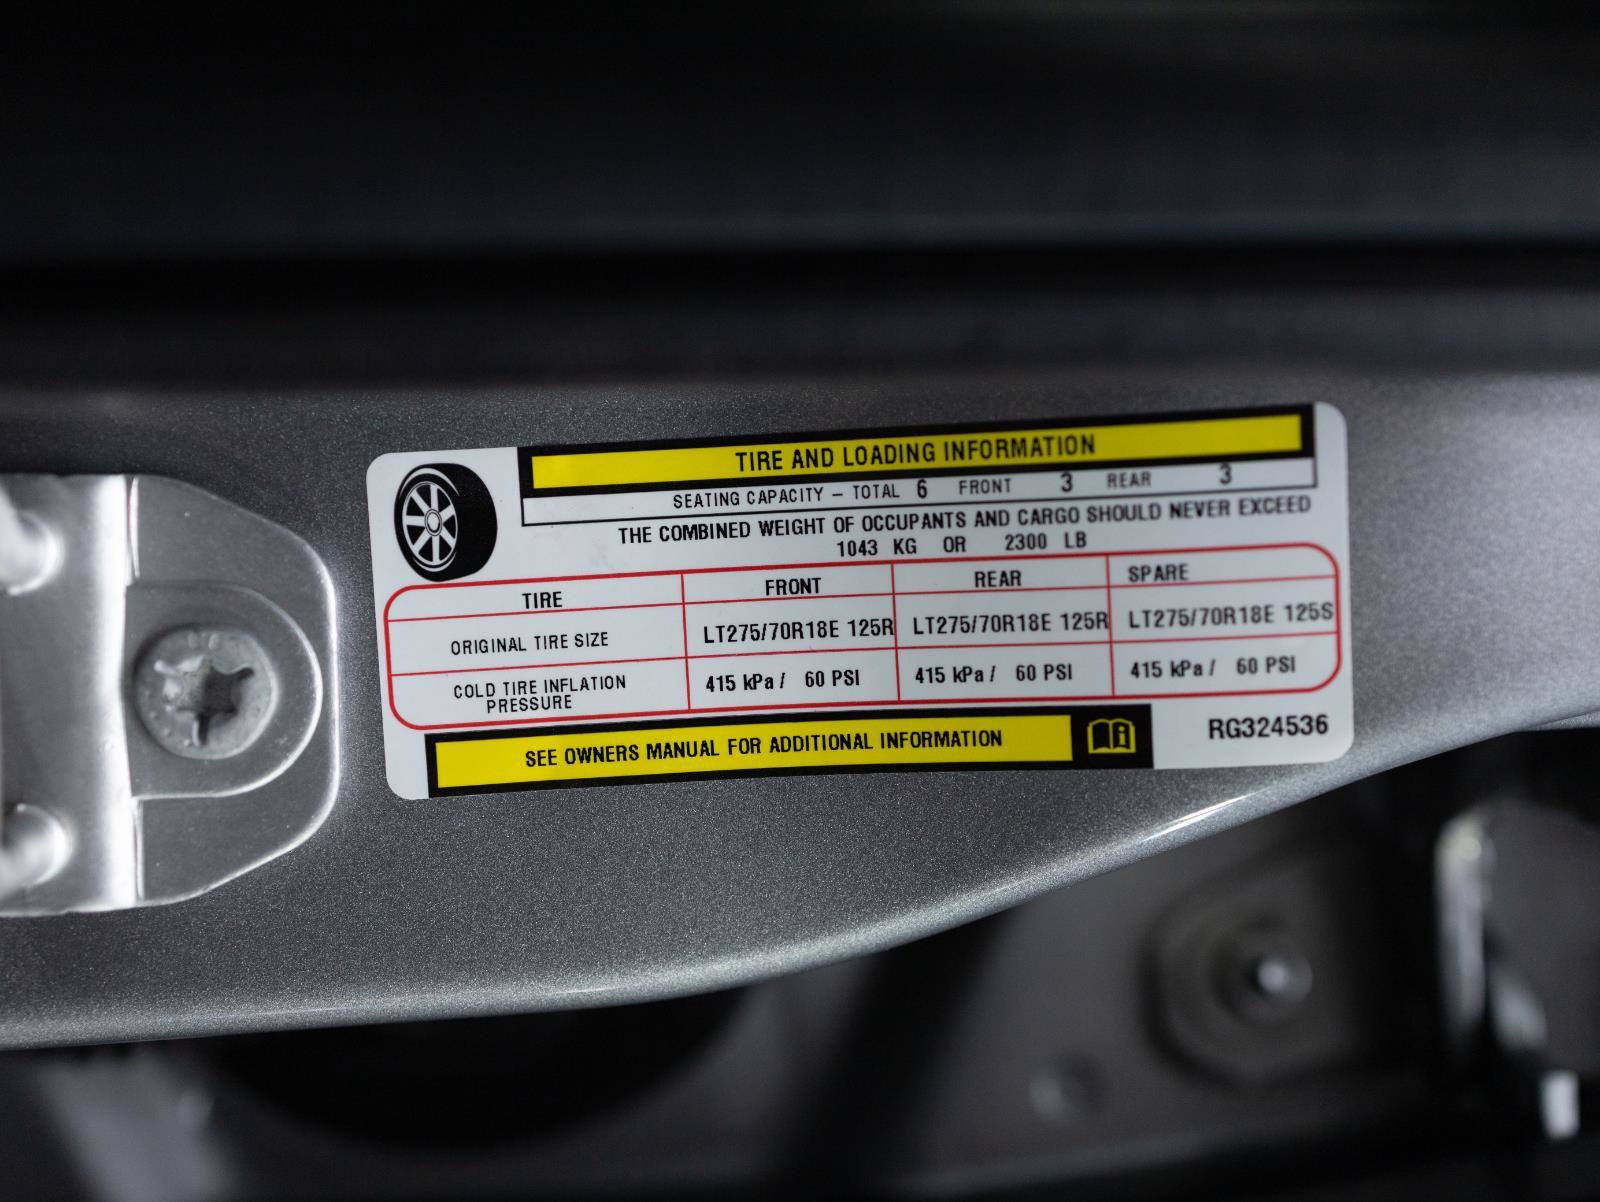 TIRE AND LOADING INFORMATION
SEATING CAPACITY – TOTAL 6 FRONT 3 REAR 3
THE COMBINED WEIGHT OF OCCUPANTS AND CARGO SHOULD NEVER EXCEED
1043 KG OR 2300 LB
TIRE FRONT REAR SPARE
ORIGINAL TIRE SIZE LT275/70R18E 125R LT275/70R18E 125R LT275/70R18E 125S
COLD TIRE INFLATION PRESSURE 415 kPa / 60 PSI 415 kPa / 60 PSI 415 kPa / 60 PSI
SEE OWNERS MANUAL FOR ADDITIONAL INFORMATION
RG324536